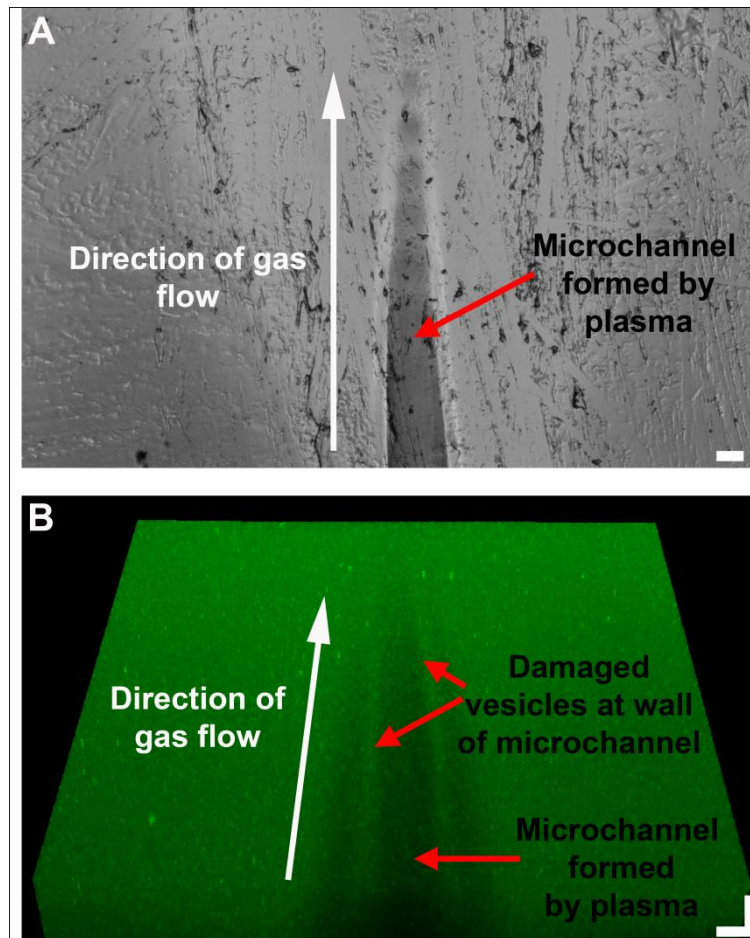 A
Direction of gas
flow
Microchannel
formed by
plasma
B
Direction of
gas flow
Damaged
vesicles at wall
of microchannel
Microchannel
formed
by plasma